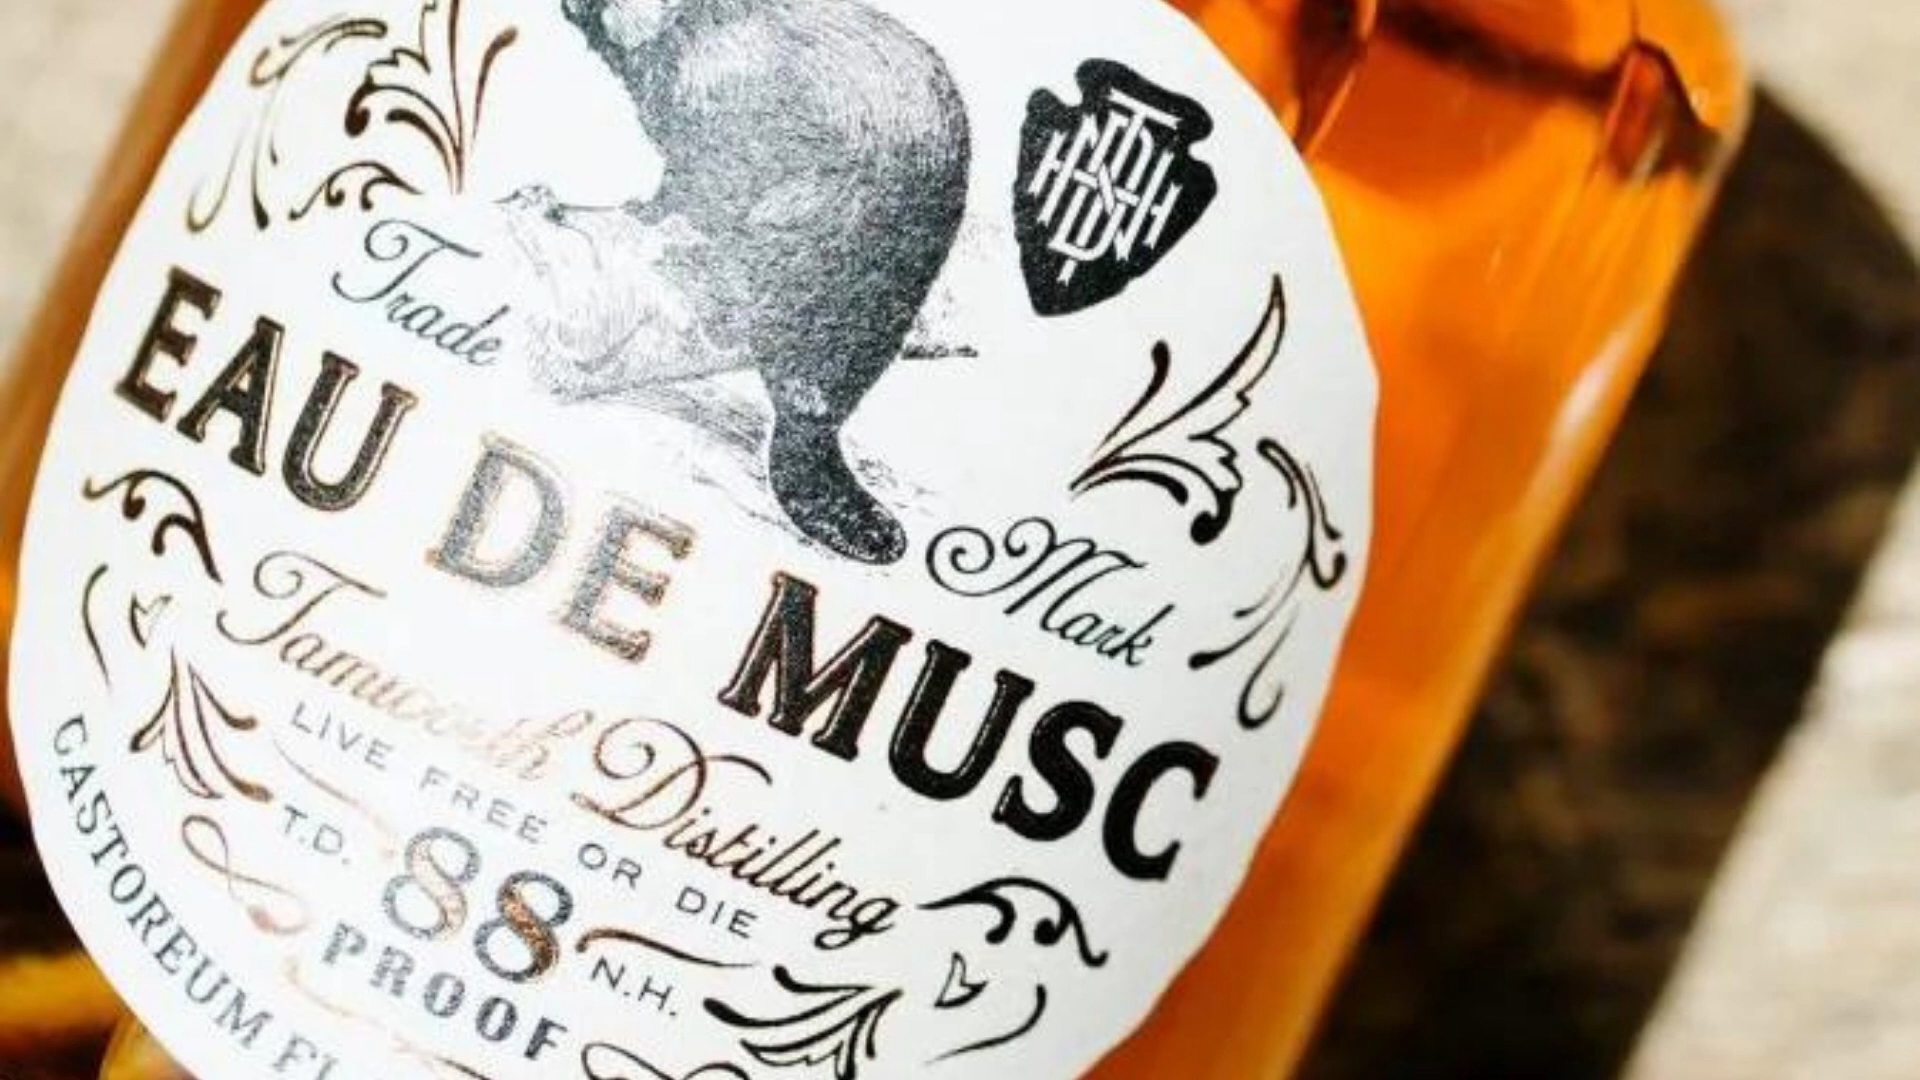 Trade
Mark
EAU DE MUSC
Tamworth Distilling
LIVE FREE OR DIE
T.D. 88 N.H.
PROOF
CASTOREUM